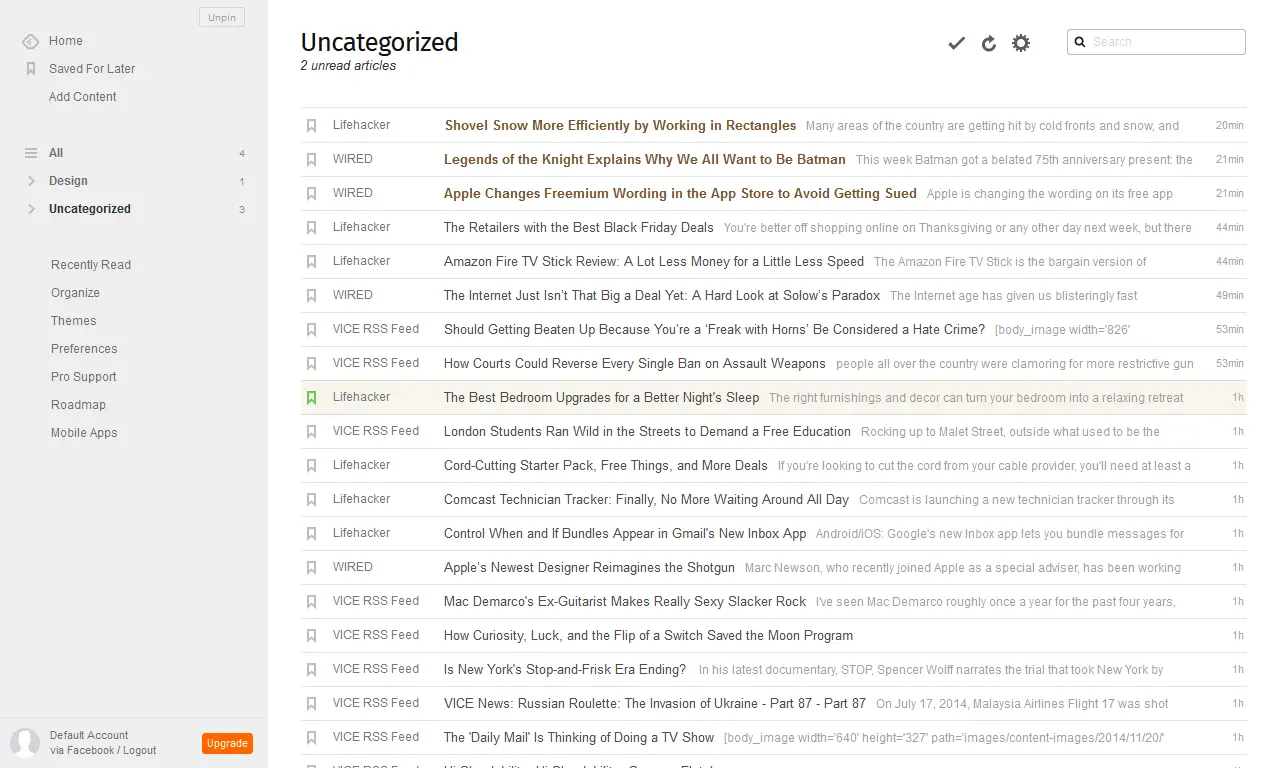 Unpin
Home
Saved For Later
Add Content
All 4
Design 1
Uncategorized 3
Recently Read
Organize
Themes
Preferences
Pro Support
Roadmap
Mobile Apps
Default Account
via Facebook / Logout
Upgrade
Uncategorized
2 unread articles
Search
Lifehacker Shovel Snow More Efficiently by Working in Rectangles Many areas of the country are getting hit by cold fronts and snow, and 20min
WIRED Legends of the Knight Explains Why We All Want to Be Batman This week Batman got a belated 75th anniversary present: the 21min
WIRED Apple Changes Freemium Wording in the App Store to Avoid Getting Sued Apple is changing the wording on its free app 21min
Lifehacker The Retailers with the Best Black Friday Deals You're better off shopping online on Thanksgiving or any other day next week, but there 44min
Lifehacker Amazon Fire TV Stick Review: A Lot Less Money for a Little Less Speed The Amazon Fire TV Stick is the bargain version of 44min
WIRED The Internet Just Isn’t That Big a Deal Yet: A Hard Look at Solow’s Paradox The Internet age has given us blisteringly fast 49min
VICE RSS Feed Should Getting Beaten Up Because You’re a ‘Freak with Horns’ Be Considered a Hate Crime? [body_image width='826' 53min
VICE RSS Feed How Courts Could Reverse Every Single Ban on Assault Weapons people all over the country were clamoring for more restrictive gun 53min
Lifehacker The Best Bedroom Upgrades for a Better Night's Sleep The right furnishings and decor can turn your bedroom into a relaxing retreat 1h
VICE RSS Feed London Students Ran Wild in the Streets to Demand a Free Education Rocking up to Malet Street, outside what used to be the 1h
Lifehacker Cord-Cutting Starter Pack, Free Things, and More Deals If you're looking to cut the cord from your cable provider, you'll need at least a 1h
Lifehacker Comcast Technician Tracker: Finally, No More Waiting Around All Day Comcast is launching a new technician tracker through its 1h
Lifehacker Control When and If Bundles Appear in Gmail's New Inbox App Android/iOS: Google's new Inbox app lets you bundle messages for 1h
WIRED Apple’s Newest Designer Reimagines the Shotgun Marc Newson, who recently joined Apple as a special adviser, has been working 1h
VICE RSS Feed Mac Demarco's Ex-Guitarist Makes Really Sexy Slacker Rock I've seen Mac Demarco roughly once a year for the past four years, 1h
VICE RSS Feed How Curiosity, Luck, and the Flip of a Switch Saved the Moon Program 1h
VICE RSS Feed Is New York's Stop-and-Frisk Era Ending? In his latest documentary, STOP, Spencer Wolff narrates the trial that took New York by 1h
VICE RSS Feed VICE News: Russian Roulette: The Invasion of Ukraine - Part 87 - Part 87 On July 17, 2014, Malaysia Airlines Flight 17 was shot 1h
VICE RSS Feed The 'Daily Mail' Is Thinking of Doing a TV Show [body_image width='640' height='327' path='images/content-images/2014/11/20/' 1h